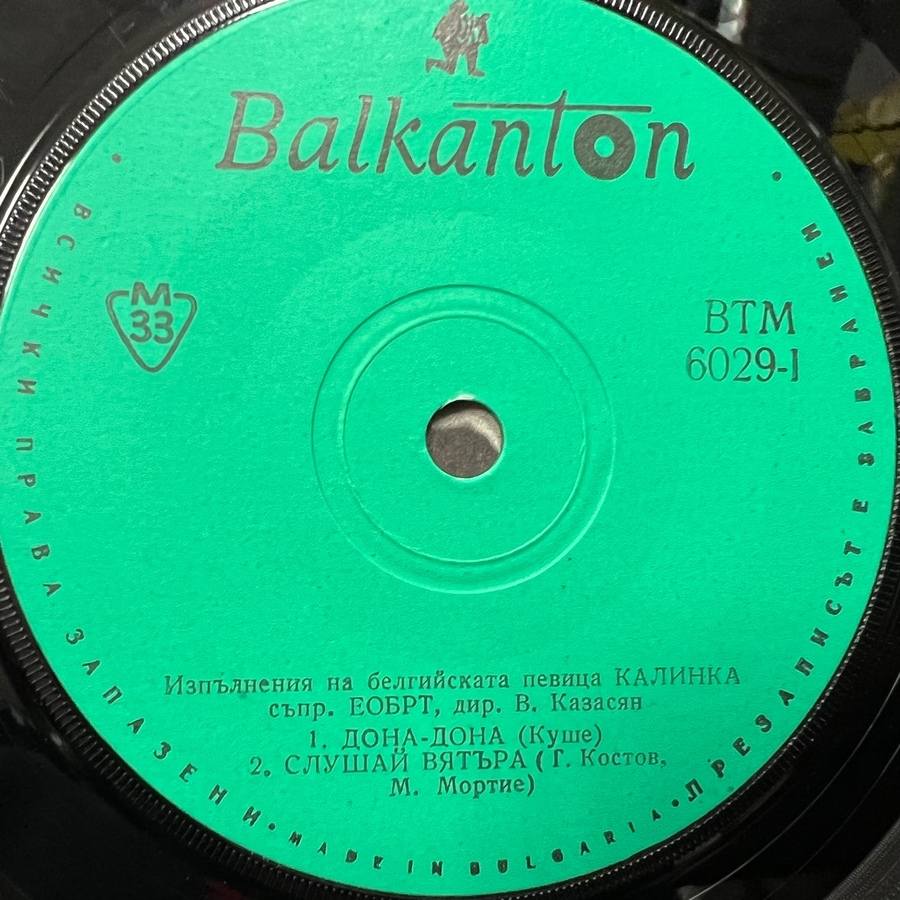 Balkanton
M
33
ВТМ
6029-I
Изпълнения на белгийската певица КАЛИНКА
съпр. ЕОБРТ, дир. В. Казасян
1. ДОНА-ДОНА (Куше)
2. СЛУШАЙ ВЯТЪРА (Г. Костов,
М. Мортие)
• ВСИЧКИ ПРАВА ЗАПАЗЕНИ • MADE IN BULGARIA • ПРЕЗАПИСЪТ Е ЗАБРАНЕН •